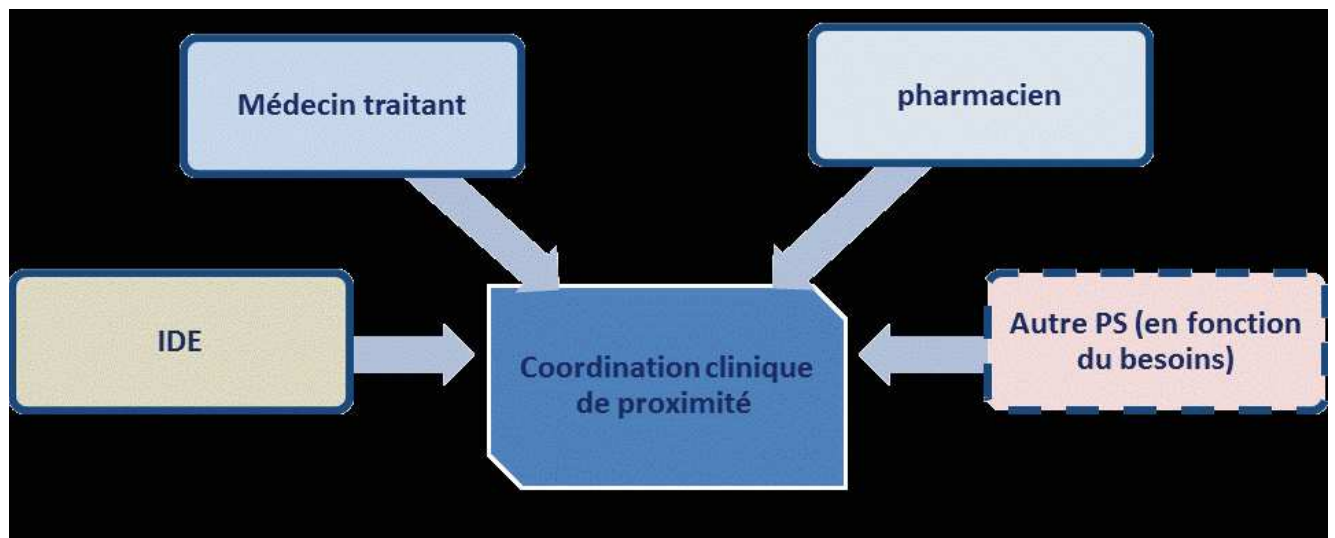 Médecin traitant
pharmacien
IDE
Autre PS (en fonction
du besoins)
Coordination clinique
de proximité